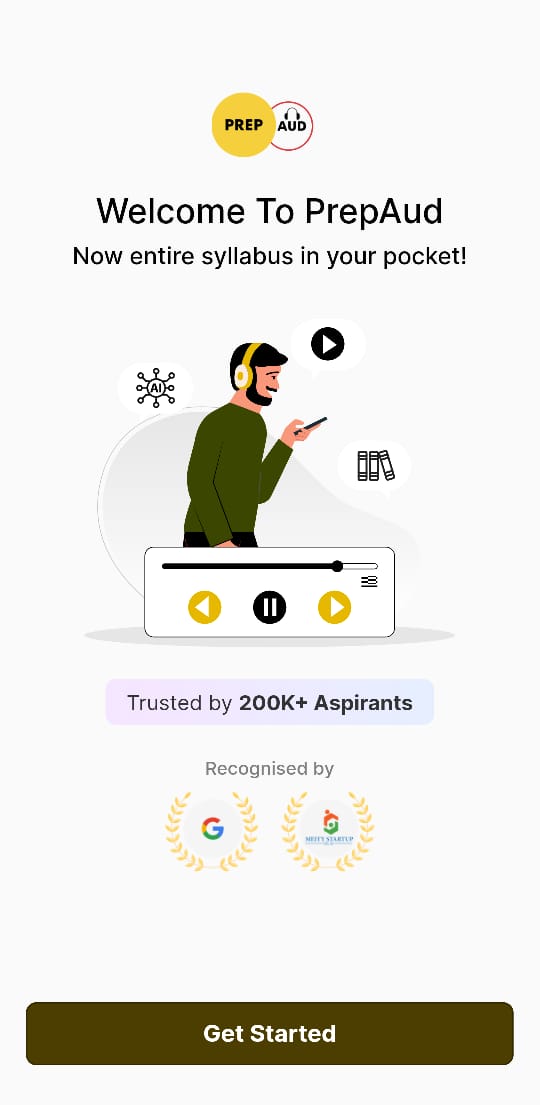 PREP AUD
Welcome To PrepAud
Now entire syllabus in your pocket!
AI
Trusted by 200K+ Aspirants
Recognised by
G
MEITY STARTUP
Get Started